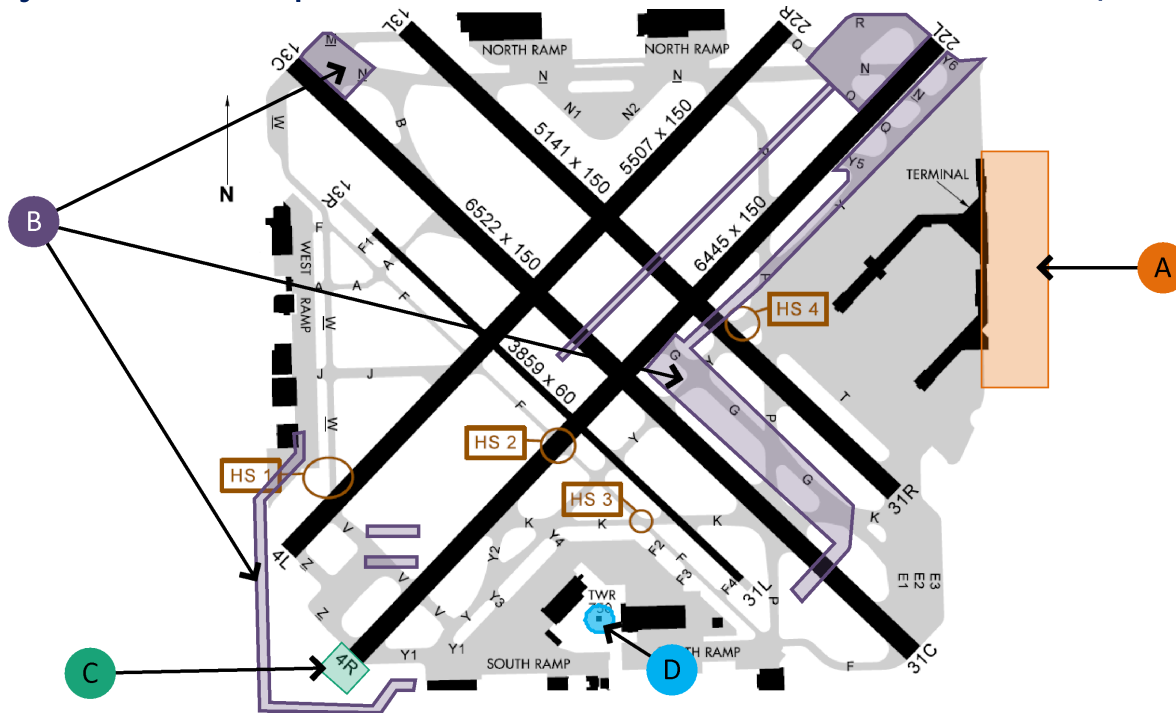 13C
M
N
13L
NORTH RAMP
NORTH RAMP
22R
Q
R
N
Q
22L
Y6
N
Q
Y5
Y
N
N
N1
N2
W
B
5141 x 150
5507 x 150
N
13R
F
F1
A
A
A
F
WEST
RAMP
W
6522 x 150
6445 x 150
TERMINAL
B
A
P
HS 4
J
J
W
3859 x 60
F
G
Y
G
P
T
G
Y
HS 1
HS 2
HS 3
31R
K
K
K
K
V
V
V
4L
Z
Z
Y2
Y4
Y3
Y
F2
F
F3
F4
31L
P
E1
E2
E3
TWR
4R
Y1
Y1
SOUTH RAMP
TH RAMP
F
31C
C
D